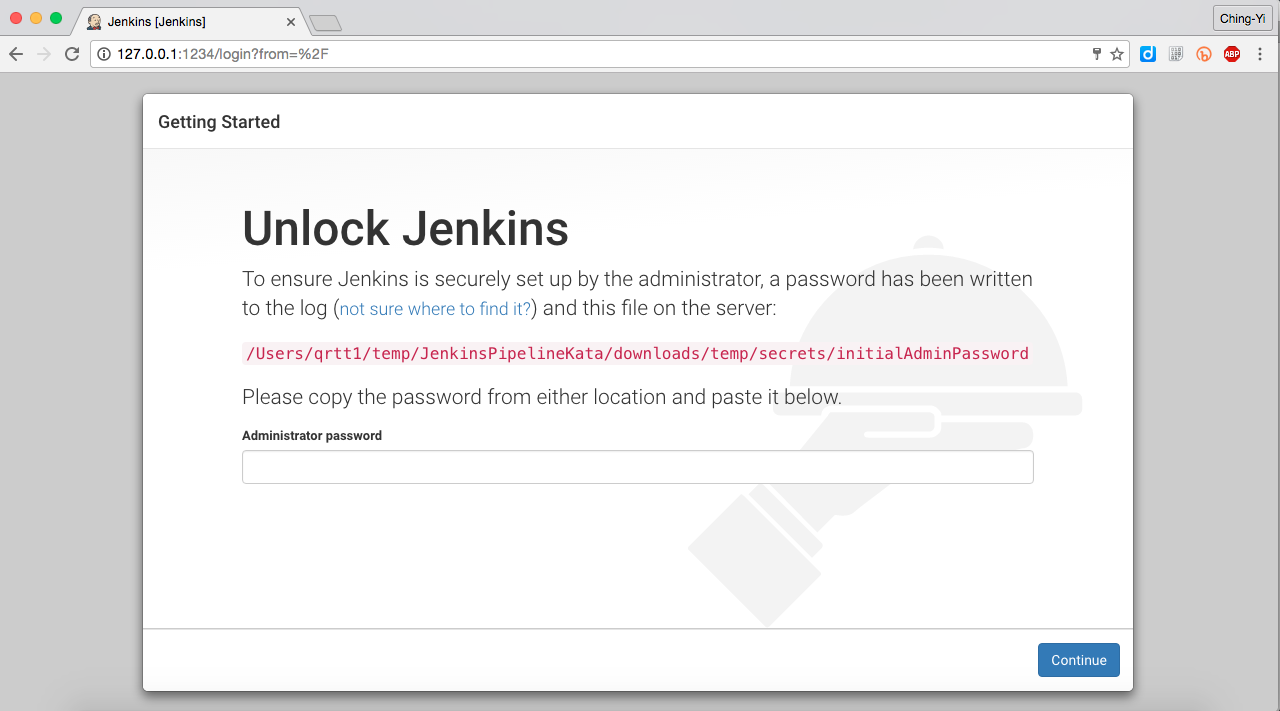 Jenkins [Jenkins]
Ching-Yi
127.0.0.1:1234/login?from=%2F
ABP
Getting Started
Unlock Jenkins
To ensure Jenkins is securely set up by the administrator, a password has been written
to the log (not sure where to find it?) and this file on the server:
/Users/qrtt1/temp/JenkinsPipelineKata/downloads/temp/secrets/initialAdminPassword
Please copy the password from either location and paste it below.
Administrator password
Continue